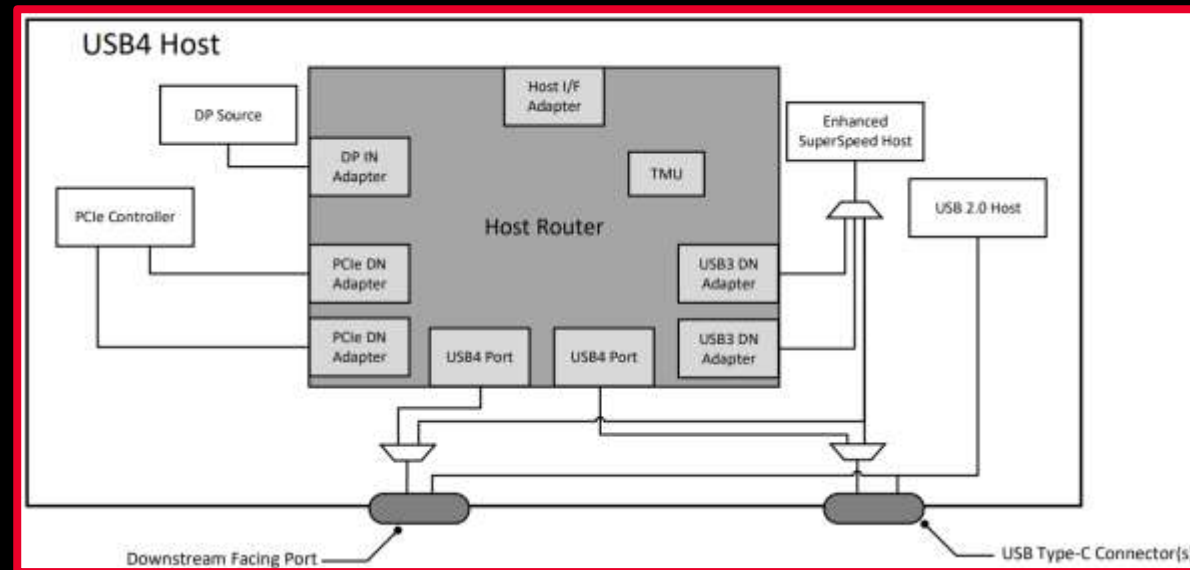 USB4 Host
Host I/F
Adapter
DP Source
Enhanced
SuperSpeed Host
DP IN
Adapter
TMU
PCIe Controller
USB 2.0 Host
Host Router
PCIe DN
Adapter
USB3 DN
Adapter
PCIe DN
Adapter
USB4 Port
USB4 Port
USB3 DN
Adapter
Downstream Facing Port
USB Type-C Connector(s